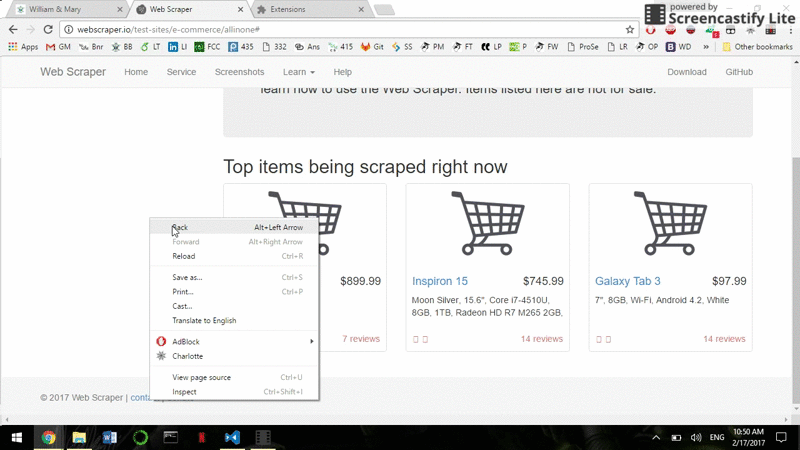 powered by
Screencastify Lite
William & Mary
Web Scraper
Extensions
webscraper.io/test-sites/e-commerce/allinone#
Apps GM Bnr BB LT LI FCC P, 435 332 Ans 415 Git SS PM FT LP P PM YW ProSe LR OP WD » Other bookmarks
Web Scraper Home Service Screenshots Learn Help Download GitHub
learn how to use the Web Scraper. Items listed here are not for sale.
Top items being scraped right now
$899.99
7 reviews
Inspiron 15 $745.99
Moon Silver, 15.6", Core i7-4510U,
8GB, 1TB, Radeon HD R7 M265 2GB,
14 reviews
Galaxy Tab 3 $97.99
7", 8GB, Wi-Fi, Android 4.2, White
14 reviews
Back Alt+Left Arrow
Forward Alt+Right Arrow
Reload Ctrl+R
Save as... Ctrl+S
Print... Ctrl+P
Cast...
Translate to English
AdBlock
Charlotte
View page source Ctrl+U
Inspect Ctrl+Shift+I
© 2017 Web Scraper |
ENG
10:50 AM
2/17/2017